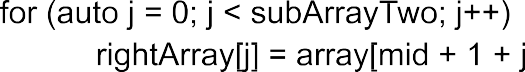 for (auto j = 0; j < subArrayTwo; j++)
rightArray[j] = array[mid + 1 + j